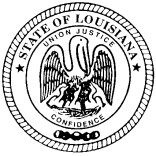 STATE OF LOUISIANA
UNION JUSTICE
CONFIDENCE